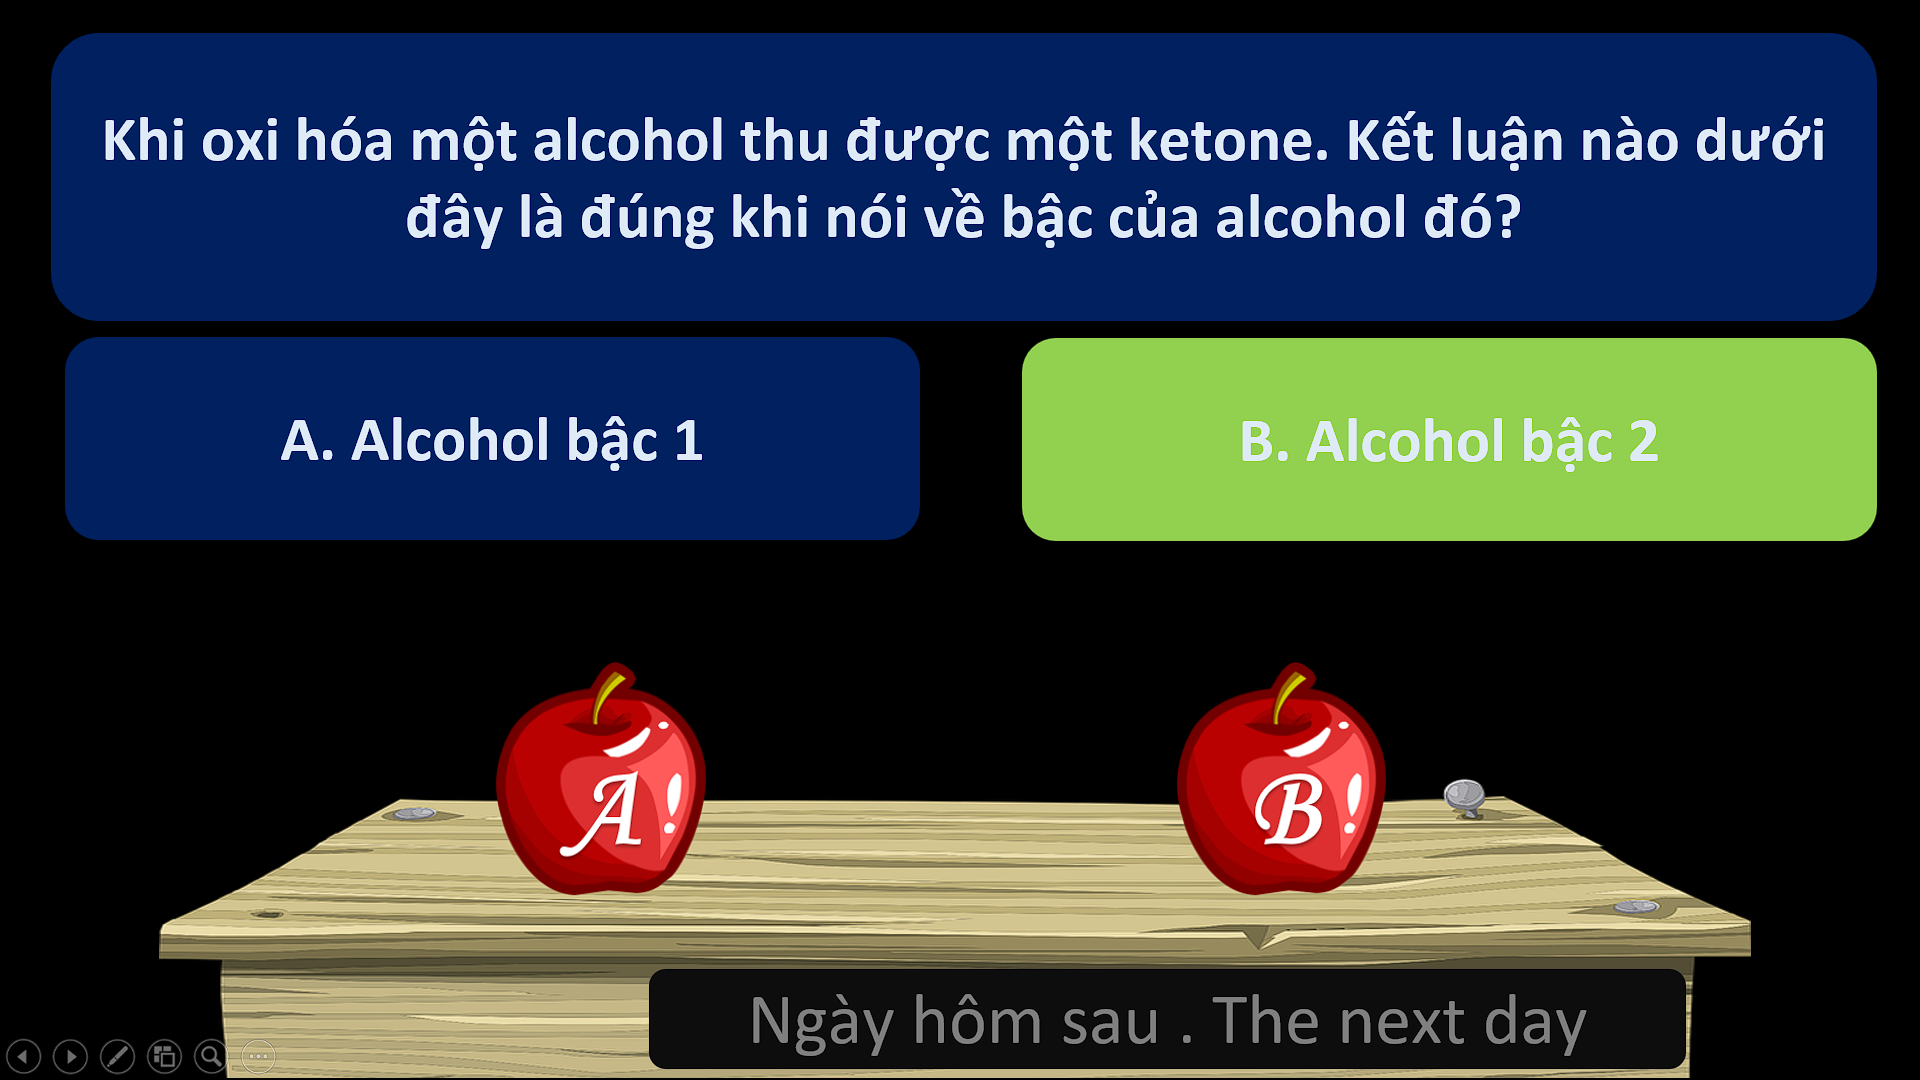 Khi oxi hóa một alcohol thu được một ketone. Kết luận nào dưới
đây là đúng khi nói về bậc của alcohol đó?
A. Alcohol bậc 1
B. Alcohol bậc 2
A
B
Ngày hôm sau . The next day